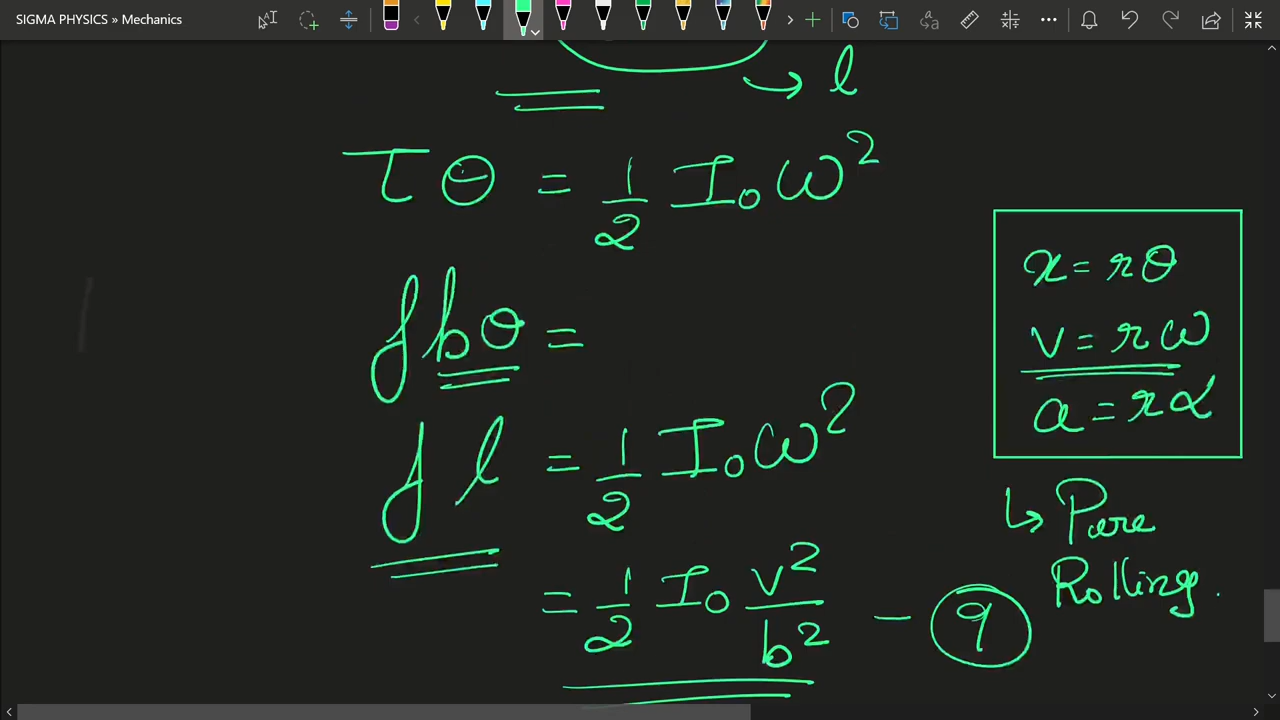 SIGMA PHYSICS » Mechanics
→ l
τθ = 1/2 I₀ω²
x = rθ
fbθ =
v = rω
a = rα
fl = 1/2 I₀ω²
↳ Pure
Rolling.
= 1/2 I₀ v²/b² — 9